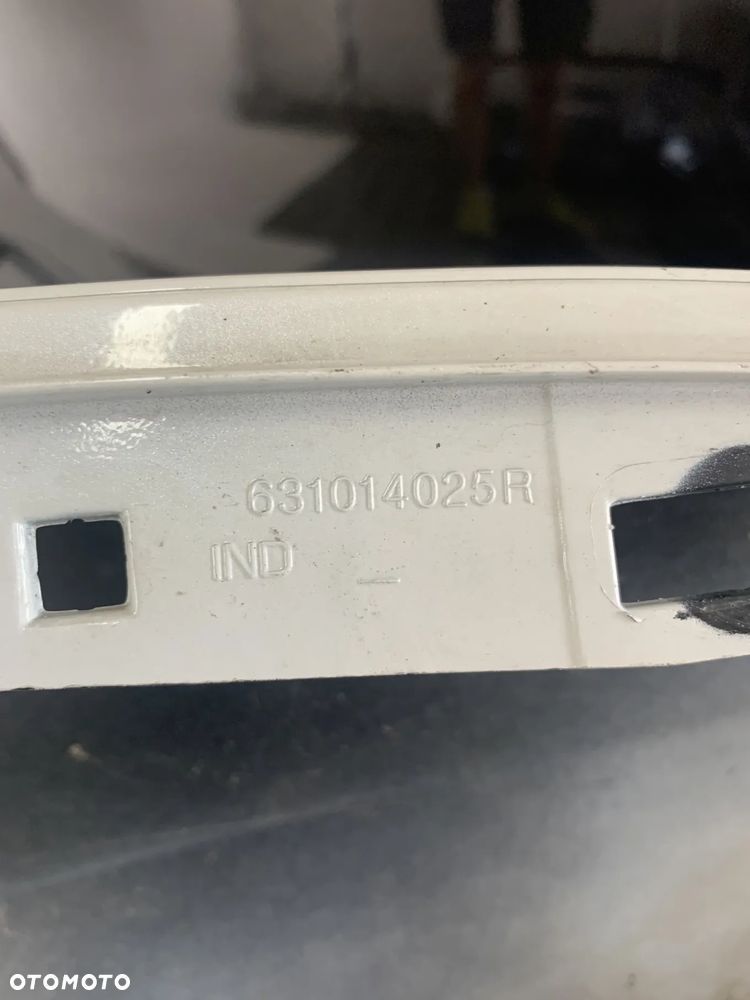 631014025R
IND _
OTOMOTO